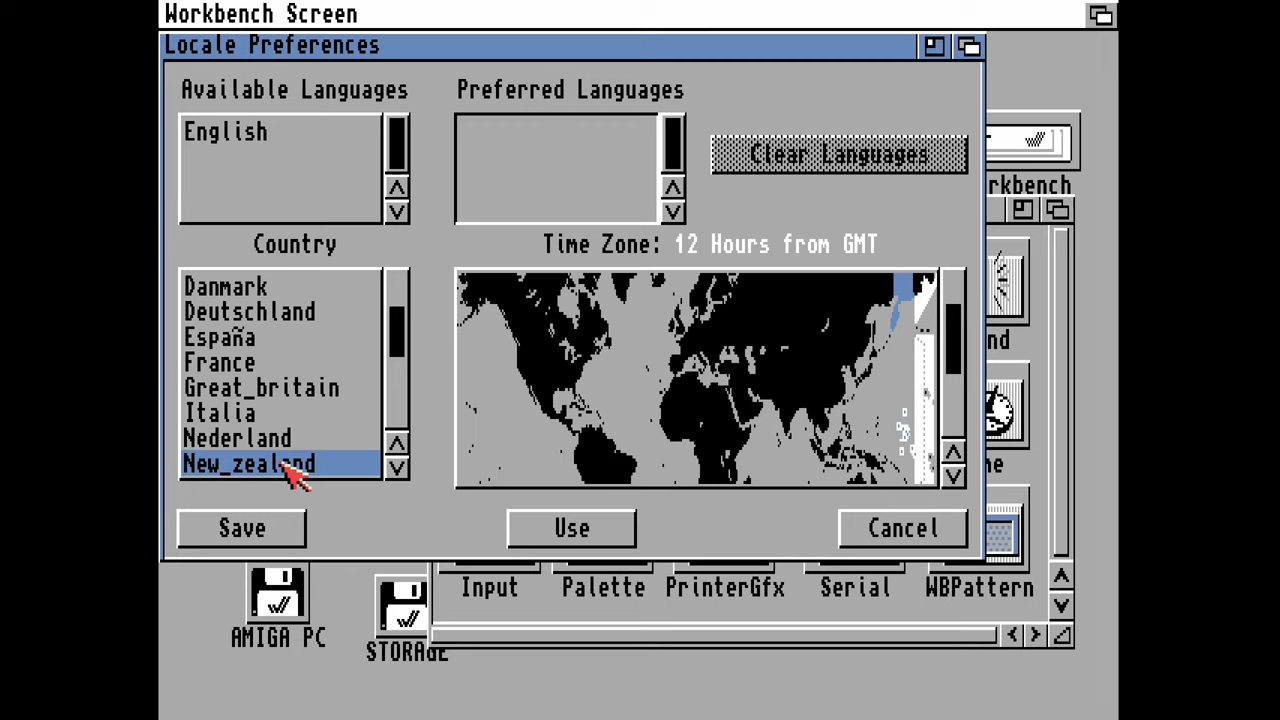 Workbench Screen
Locale Preferences
Available Languages
Preferred Languages
English
Clear Languages
rkbench
Country
Time Zone: 12 Hours from GMT
Danmark
Deutschland
España
France
Great_britain
Italia
Nederland
New_zealand
nd
me
Save
Use
Cancel
Input
Palette
PrinterGfx
Serial
WBPattern
AMIGA PC
STORAGE